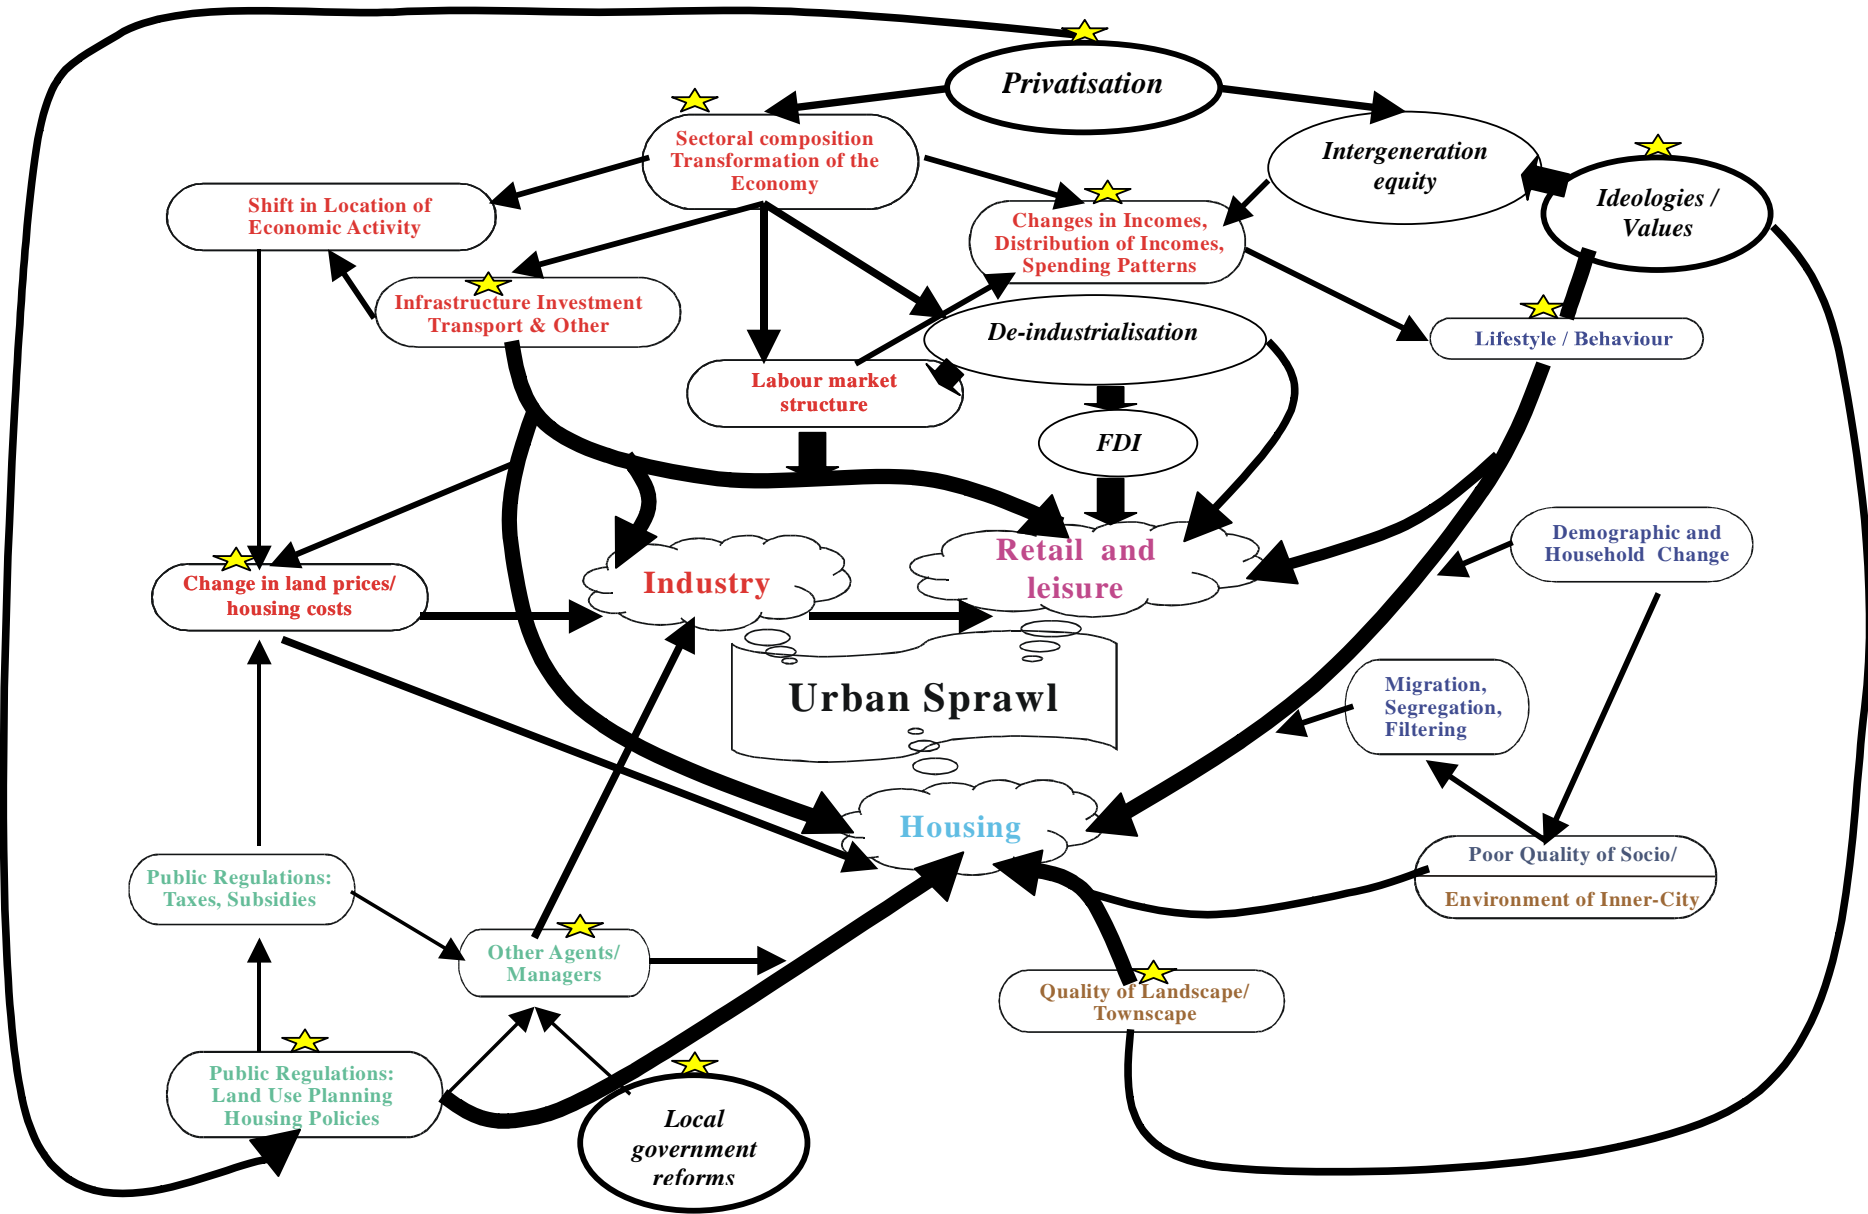 Privatisation
Sectoral composition
Transformation of the
Economy
Intergeneration
equity
Ideologies /
Values
Shift in Location of
Economic Activity
Changes in Incomes,
Distribution of Incomes,
Spending Patterns
Infrastructure Investment
Transport & Other
De-industrialisation
Lifestyle / Behaviour
Labour market
structure
FDI
Demographic and
Household Change
Retail and
leisure
Industry
Change in land prices/
housing costs
Urban Sprawl
Migration,
Segregation,
Filtering
Housing
Poor Quality of Socio/
Environment of Inner-City
Public Regulations:
Taxes, Subsidies
Other Agents/
Managers
Quality of Landscape/
Townscape
Public Regulations:
Land Use Planning
Housing Policies
Local
government
reforms